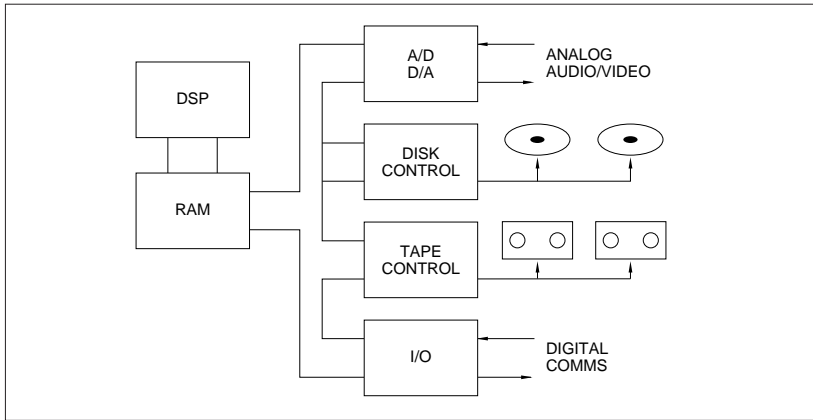 DSP
RAM
A/D
D/A
ANALOG
AUDIO/VIDEO
DISK
CONTROL
TAPE
CONTROL
I/O
DIGITAL
COMMS